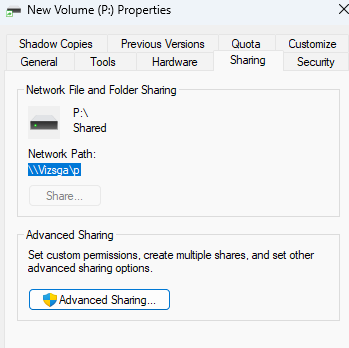 New Volume (P:) Properties
Shadow Copies Previous Versions Quota Customize
General Tools Hardware Sharing Security
Network File and Folder Sharing
P:\
Shared
Network Path:
\\Vizsga\p
Share...
Advanced Sharing
Set custom permissions, create multiple shares, and set other
advanced sharing options.
Advanced Sharing...